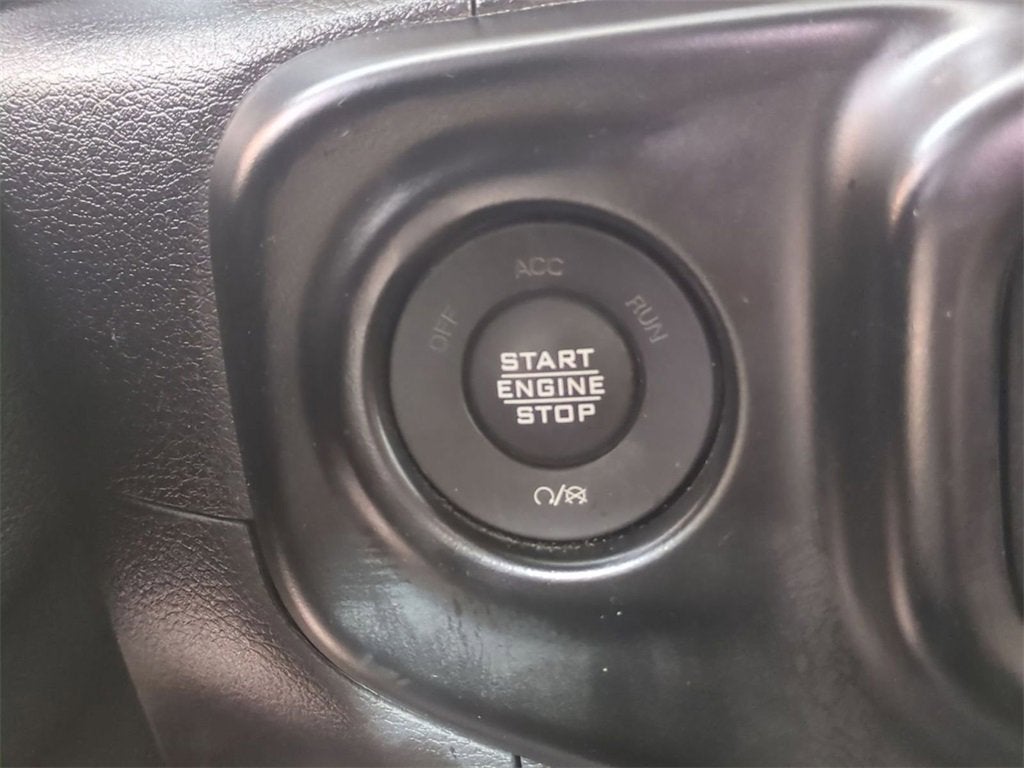 OFF
ACC
RUN
START
ENGINE
STOP